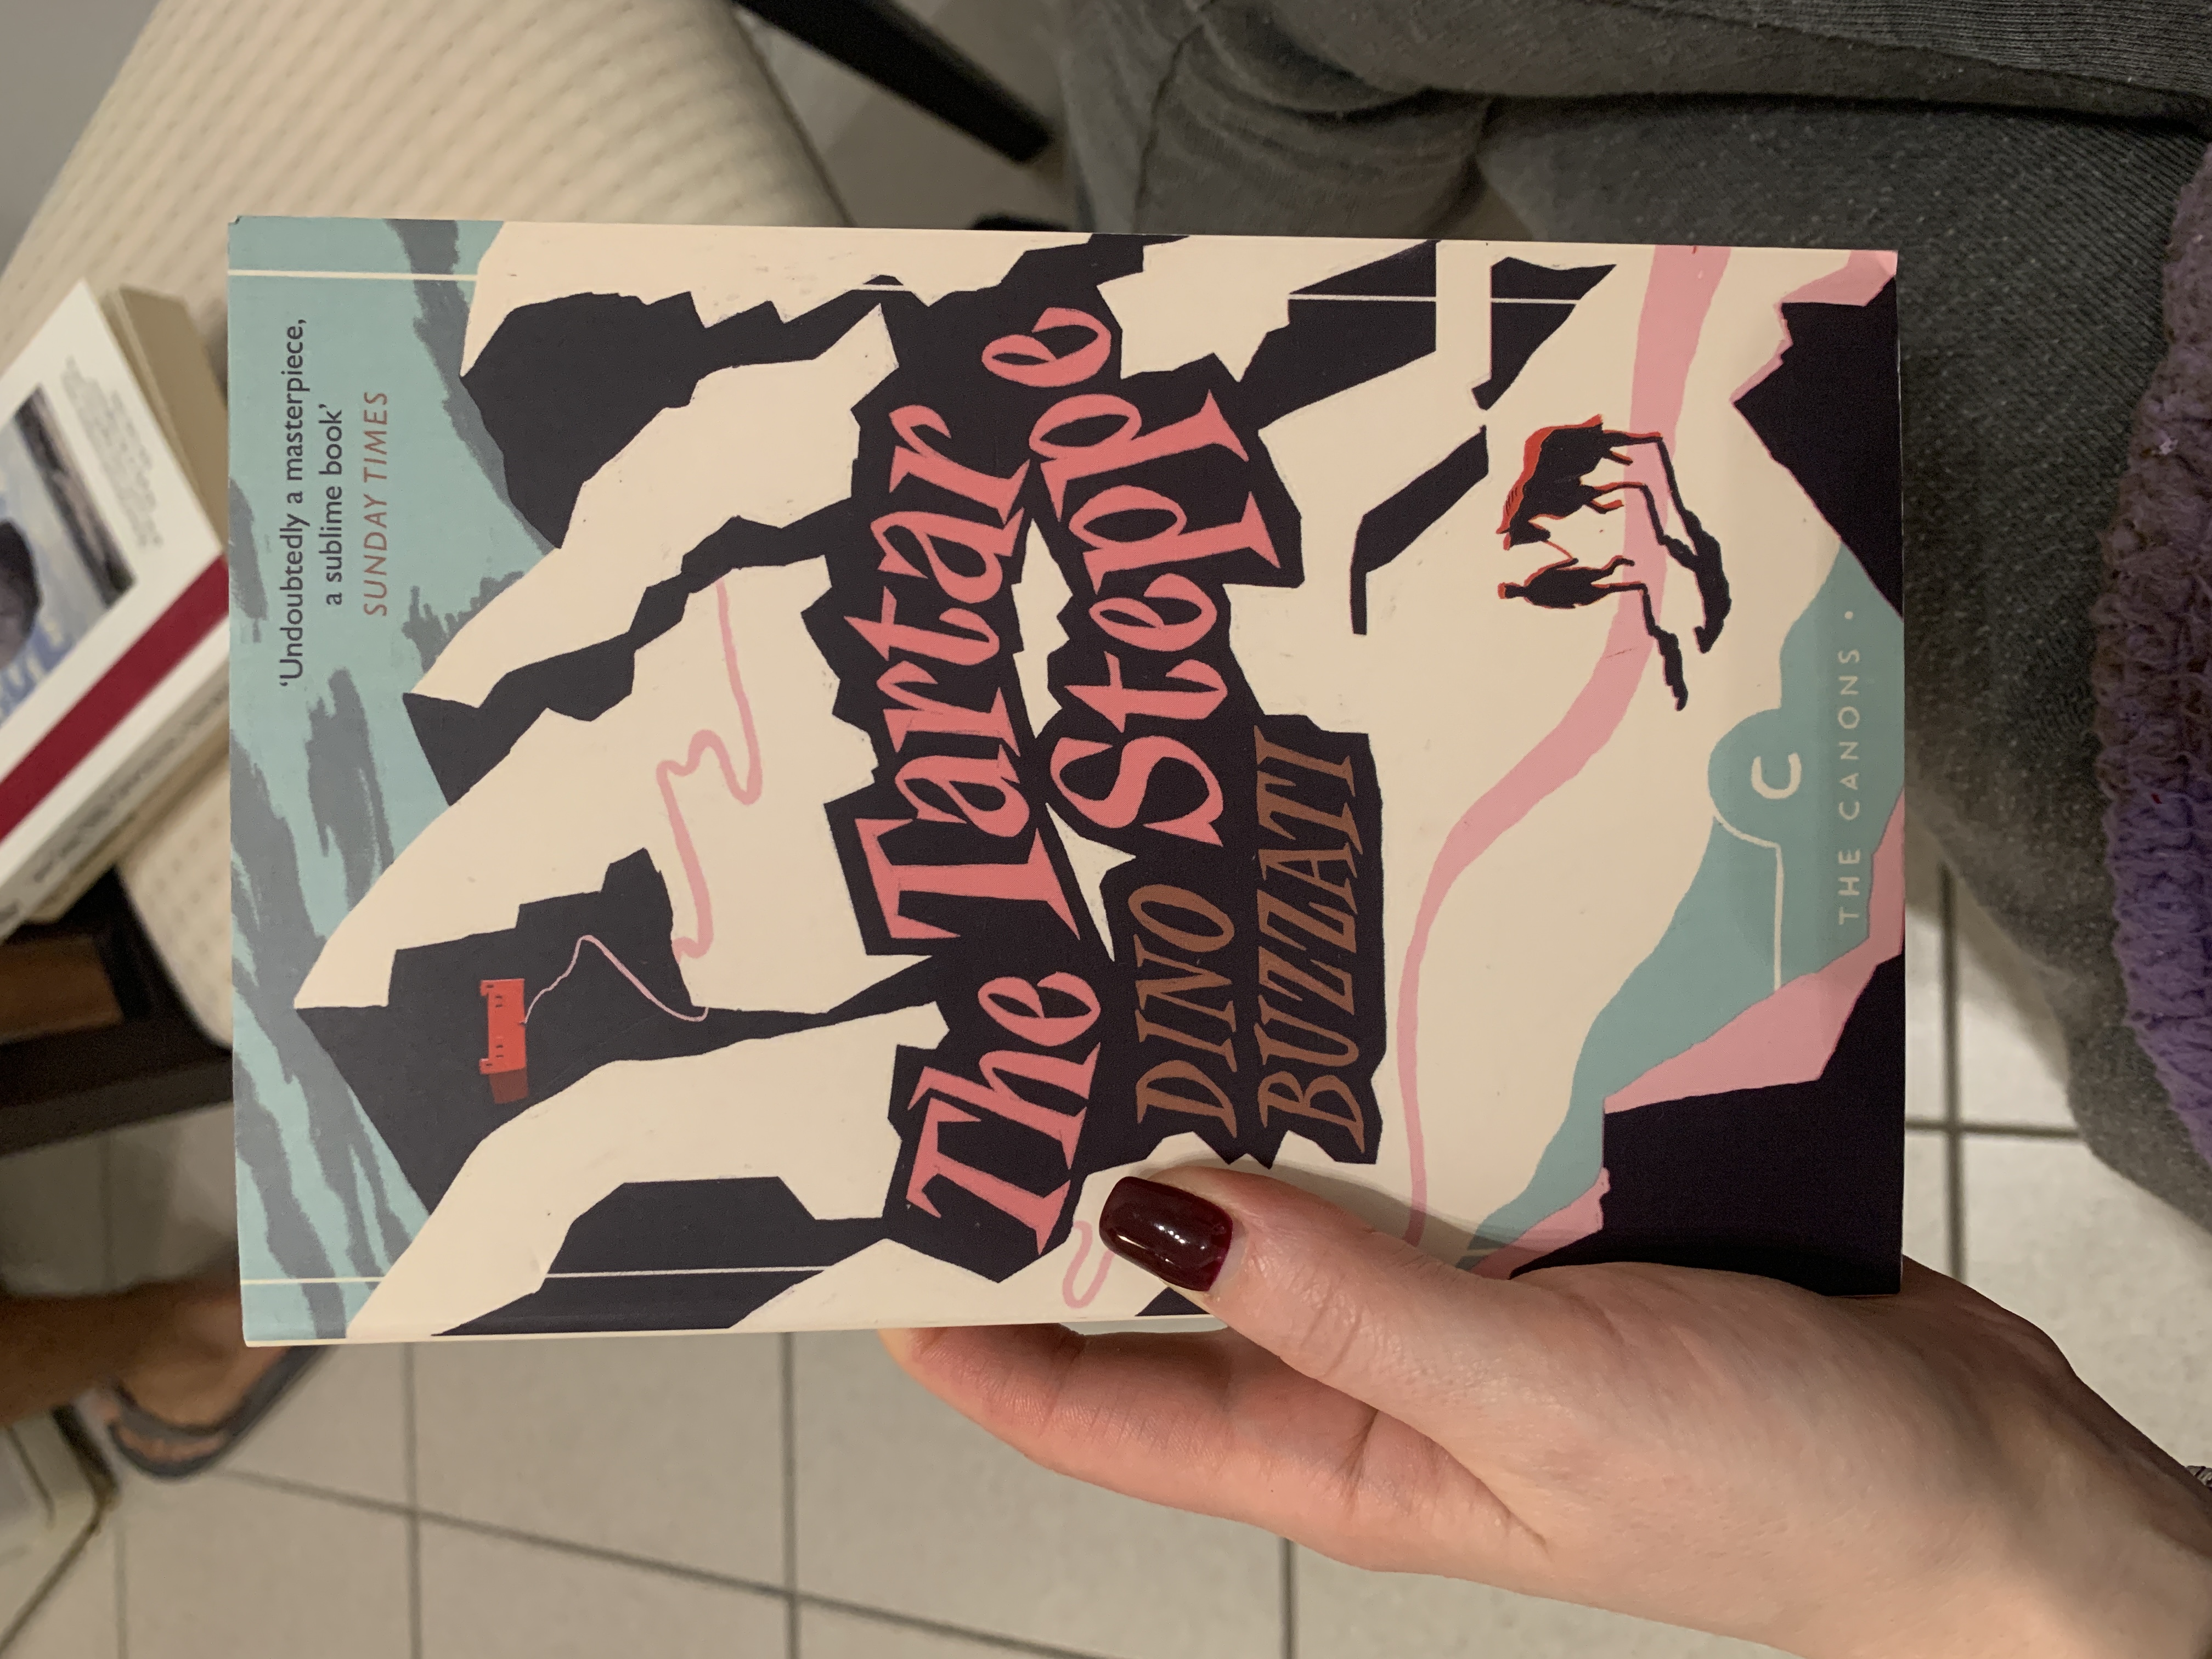 ‘Undoubtedly a masterpiece,
a sublime book’
SUNDAY TIMES
The Tartar
Steppe
DINO
BUZZATI
C
THE CANONS •